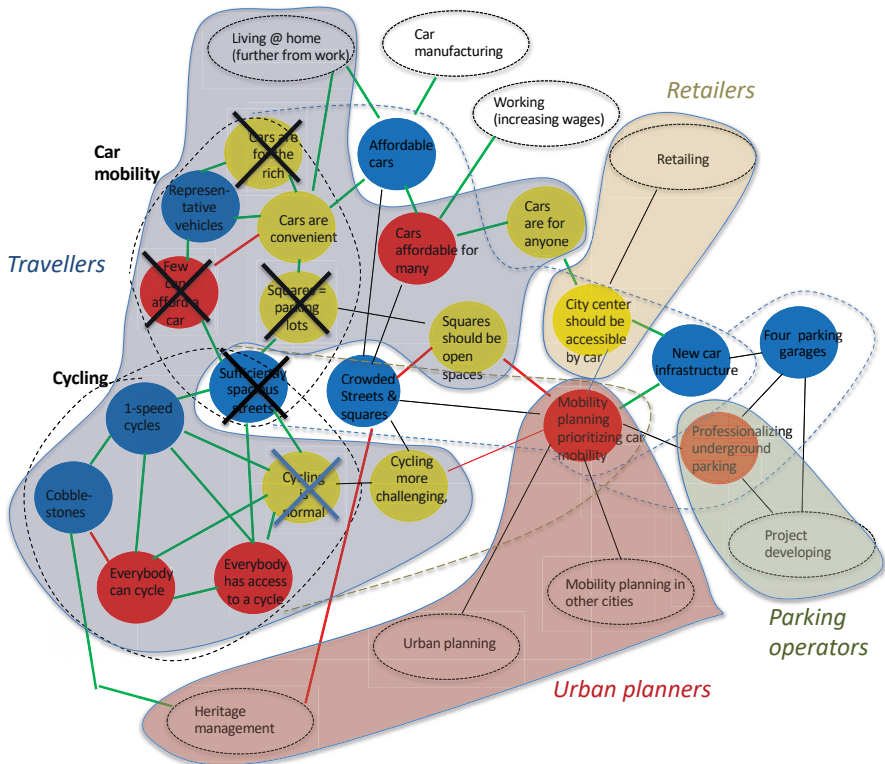 Living @ home
(further from work)
Car
manufacturing
Retailers
Working
(increasing wages)
Cars are
for the
rich
Affordable
cars
Retailing
Car
mobility
Represen-
tative
vehicles
Cars are
convenient
Cars
are for
anyone
Cars
affordable for
many
Travellers
Few
can
afford a
car
Squares =
parking
lots
City center
should be
accessible
by car
Squares
should be
open
spaces
Four parking
garages
New car
infrastructure
Cycling
Sufficiently
spacious
streets
Crowded
Streets &
squares
1-speed
cycles
Mobility
planning
prioritizing car
mobility
Professionalizing
underground
parking
Cycling
is
normal
Cycling
more
challenging,
Cobble-
stones
Project
developing
Everybody
can cycle
Everybody
has access
to a cycle
Mobility planning in
other cities
Parking
operators
Urban planning
Urban planners
Heritage
management